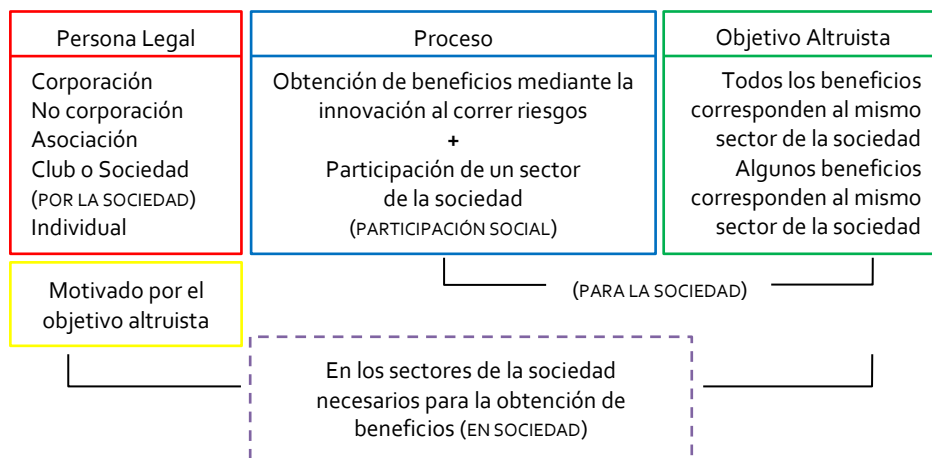 Persona Legal
Corporación
No corporación
Asociación
Club o Sociedad
(POR LA SOCIEDAD)
Individual
Motivado por el
objetivo altruista
Proceso
Obtención de beneficios mediante la
innovación al correr riesgos
+
Participación de un sector
de la sociedad
(PARTICIPACIÓN SOCIAL)
Objetivo Altruista
Todos los beneficios
corresponden al mismo
sector de la sociedad
Algunos beneficios
corresponden al mismo
sector de la sociedad
(PARA LA SOCIEDAD)
En los sectores de la sociedad
necesarios para la obtención de
beneficios (EN SOCIEDAD)